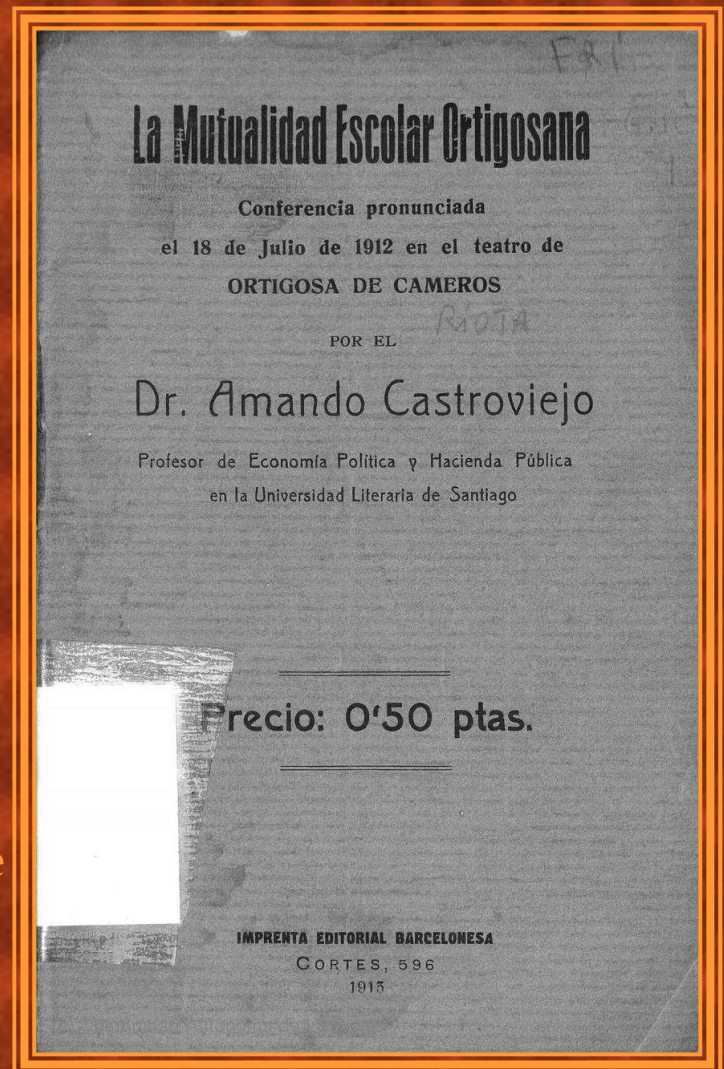 La Mutualidad Escolar Ortigosana
Conferencia pronunciada
el 18 de Julio de 1912 en el teatro de
ORTIGOSA DE CAMEROS
RIOJA
POR EL
Dr. Amando Castroviejo
Profesor de Economía Política y Hacienda Pública
en la Universidad Literaria de Santiago
Precio: 0'50 ptas.
IMPRENTA EDITORIAL BARCELONESA
CORTES, 596
1913